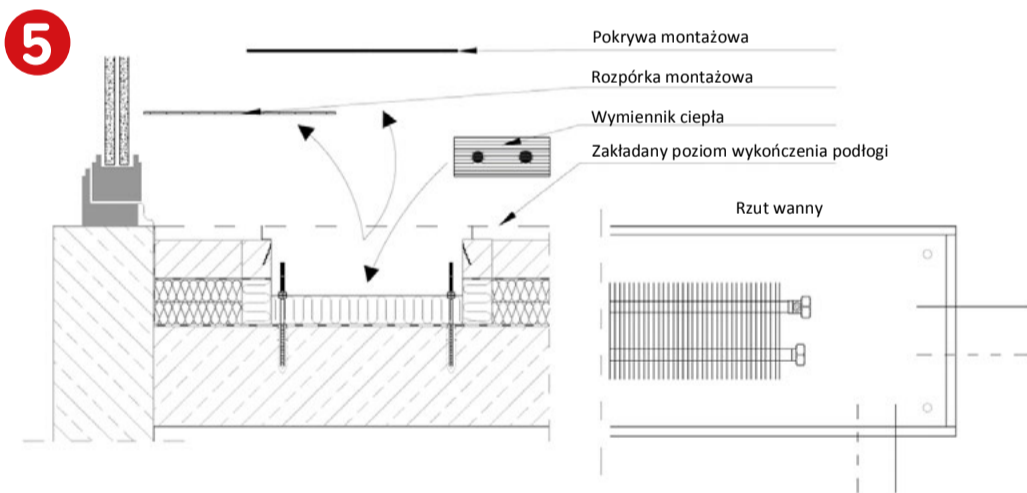 5
Pokrywa montażowa
Rozpórka montażowa
Wymiennik ciepła
Zakładany poziom wykończenia podłogi
Rzut wanny